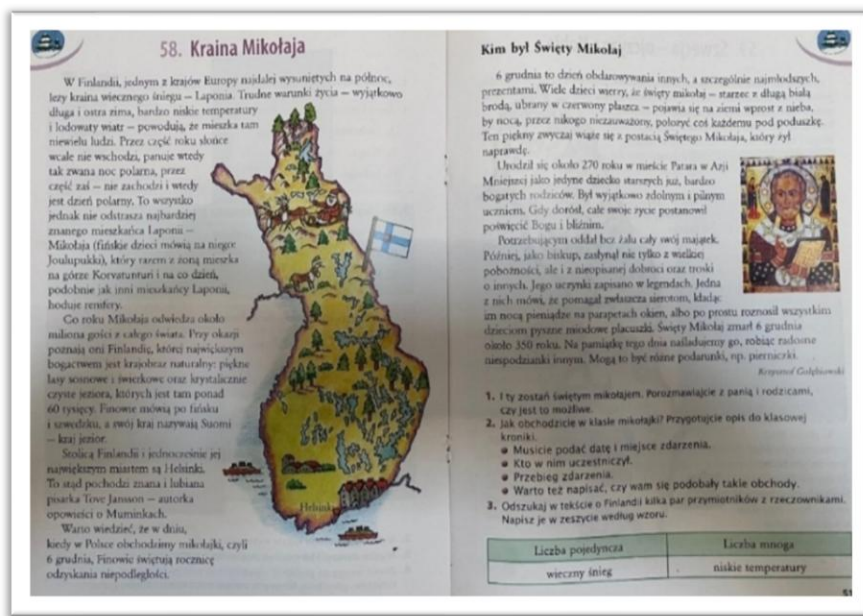 58. Kraina Mikołaja
W Finlandii, jednym z krajów Europy najdalej wysuniętych na północ,
leży kraina wiecznego śniegu – Laponia. Trudne warunki życia – wyjątkowo
długa i ostra zima, bardzo niskie temperatury
i lodowaty wiatr – powodują, że mieszka tam
niewielu ludzi. Przez część roku słońce
wcale nie wschodzi, panuje wtedy
tak zwana noc polarna, przez
część zaś – nie zachodzi i wtedy
jest dzień polarny. To wszystko
jednak nie odstrasza najbardziej
znanego mieszkańca Laponii –
Mikołaja (fińskie dzieci mówią na niego:
Joulupukki), który razem z żoną mieszka
na górze Korvatunturi i na co dzień,
podobnie jak inni mieszkańcy Laponii,
hoduje renifery.
Co roku Mikołaja odwiedza około
miliona gości z całego świata. Przy okazji
poznają oni Finlandię, której największym
bogactwem jest krajobraz naturalny: piękne
lasy sosnowe i świerkowe oraz krystalicznie
czyste jeziora, których jest tam ponad
60 tysięcy. Finowie mówią po fińsku
i szwedzku, a swój kraj nazywają Suomi
– kraj jezior.
Stolicą Finlandii i jednocześnie jej
największym miastem są Helsinki.
To stąd pochodzi znana i lubiana
pisarka Tove Jansson – autorka
opowieści o Muminkach.
Warto wiedzieć, że w dniu,
kiedy w Polsce obchodzimy mikołajki, czyli
6 grudnia, Finowie świętują rocznicę
odzyskania niepodległości.
Helsinki
Kim był Święty Mikołaj
6 grudnia to dzień obdarowywania innych, a szczególnie najmłodszych,
prezentami. Wiele dzieci wierzy, że święty mikołaj – starzec z długą białą
brodą, ubrany w czerwony płaszcz – pojawia się na ziemi wprost z nieba,
by nocą, przez nikogo niezauważony, położyć coś każdemu pod poduszkę.
Ten piękny zwyczaj wiąże się z postacią Świętego Mikołaja, który żył
naprawdę.
Urodził się około 270 roku w mieście Patara w Azji
Mniejszej jako jedyne dziecko starszych już, bardzo
bogatych rodziców. Był wyjątkowo zdolnym i pilnym
uczniem. Gdy dorósł, całe swoje życie postanowił
poświęcić Bogu i bliźnim.
Potrzebującym oddał bez żalu cały swój majątek.
Później, jako biskup, zasłynął nie tylko z wielkiej
pobożności, ale i z nieopisanej dobroci oraz troski
o innych. Jego uczynki zapisano w legendach. Jedna
z nich mówi, że pomagał zwłaszcza sierotom, kładąc
im nocą pieniądze na parapetach okien, albo po prostu roznosił wszystkim
dzieciom pyszne miodowe placuszki. Święty Mikołaj zmarł 6 grudnia
około 350 roku. Na pamiątkę tego dnia naśladujemy go, robiąc radosne
niespodzianki innym. Mogą to być różne podarunki, np. pierniczki.
Krzysztof Gołębiowski
1. I ty zostań świętym mikołajem. Porozmawiajcie z panią i rodzicami,
czy jest to możliwe.
2. Jak obchodzicie w klasie mikołajki? Przygotujcie opis do klasowej
kroniki.
Musicie podać datę i miejsce zdarzenia.
Kto w nim uczestniczył.
Przebieg zdarzenia.
Warto też napisać, czy wam się podobały takie obchody.
3. Odszukaj w tekście o Finlandii kilka par przymiotników z rzeczownikami.
Napisz je w zeszycie według wzoru.
Liczba pojedyncza Liczba mnoga
wieczny śnieg niskie temperatury